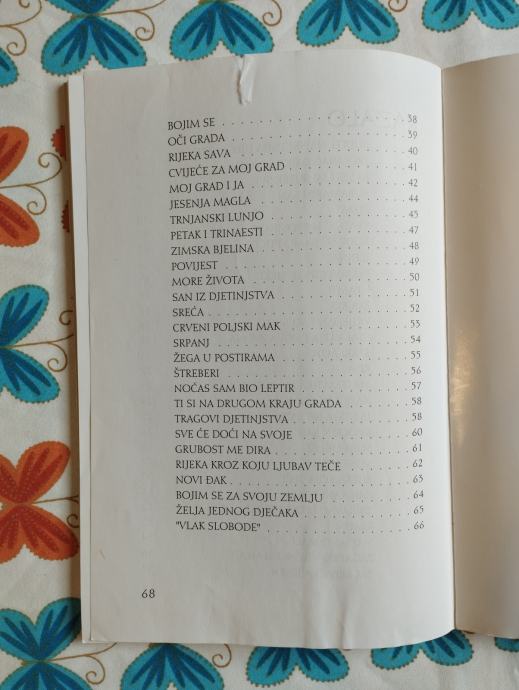 BOJIM SE . . . . . . . . . . . . . . . . . . . . 38
OČI GRADA . . . . . . . . . . . . . . . . . . . 39
RIJEKA SAVA . . . . . . . . . . . . . . . . . . 40
CVIJEĆE ZA MOJ GRAD . . . . . . . . . . . . 41
MOJ GRAD I JA . . . . . . . . . . . . . . . . 42
JESENJA MAGLA . . . . . . . . . . . . . . . . 44
TRNJANSKI LUNJO . . . . . . . . . . . . . . 45
PETAK I TRINAESTI . . . . . . . . . . . . . . 47
ZIMSKA BJELINA . . . . . . . . . . . . . . . 48
POVIJEST . . . . . . . . . . . . . . . . . . . 49
MORE ŽIVOTA . . . . . . . . . . . . . . . . 50
SAN IZ DJETINJSTVA . . . . . . . . . . . . . 51
SREĆA . . . . . . . . . . . . . . . . . . . . . 52
CRVENI POLJSKI MAK . . . . . . . . . . . . 53
SRPANJ . . . . . . . . . . . . . . . . . . . . 54
ŽEGA U POSTIRAMA . . . . . . . . . . . . . 55
ŠTREBERI . . . . . . . . . . . . . . . . . . . 56
NOĆAS SAM BIO LEPTIR . . . . . . . . . . . 57
TI SI NA DRUGOM KRAJU GRADA . . . . . . 58
TRAGOVI DJETINJSTVA . . . . . . . . . . . . 58
SVE ĆE DOĆI NA SVOJE . . . . . . . . . . . 60
GRUBOST ME DIRA . . . . . . . . . . . . . . 61
RIJEKA KROZ KOJU LJUBAV TEČE . . . . . . 62
NOVI ĐAK . . . . . . . . . . . . . . . . . . 63
BOJIM SE ZA SVOJU ZEMLJU . . . . . . . . 64
ŽELJA JEDNOG DJEČAKA . . . . . . . . . . 65
"VLAK SLOBODE" . . . . . . . . . . . . . . 66
68